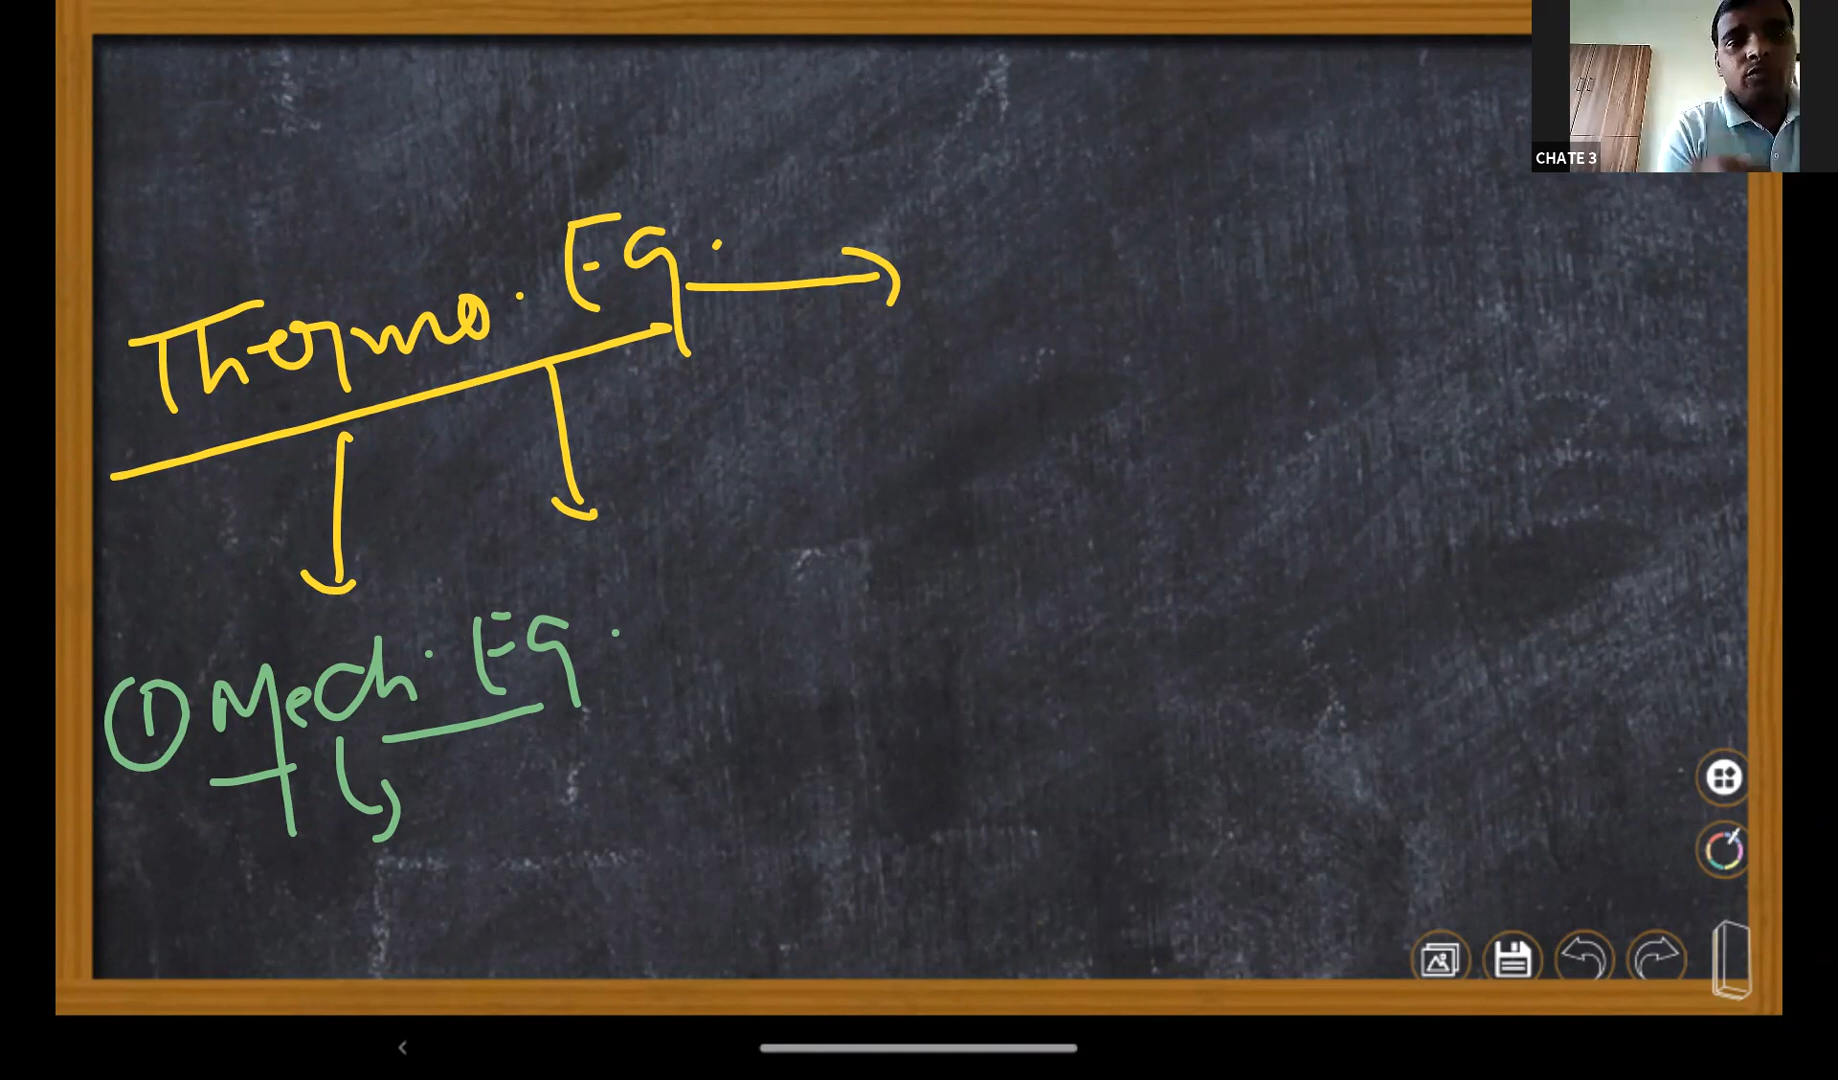 CHATE 3
Thermo. Eq.
① Mech. Eq.